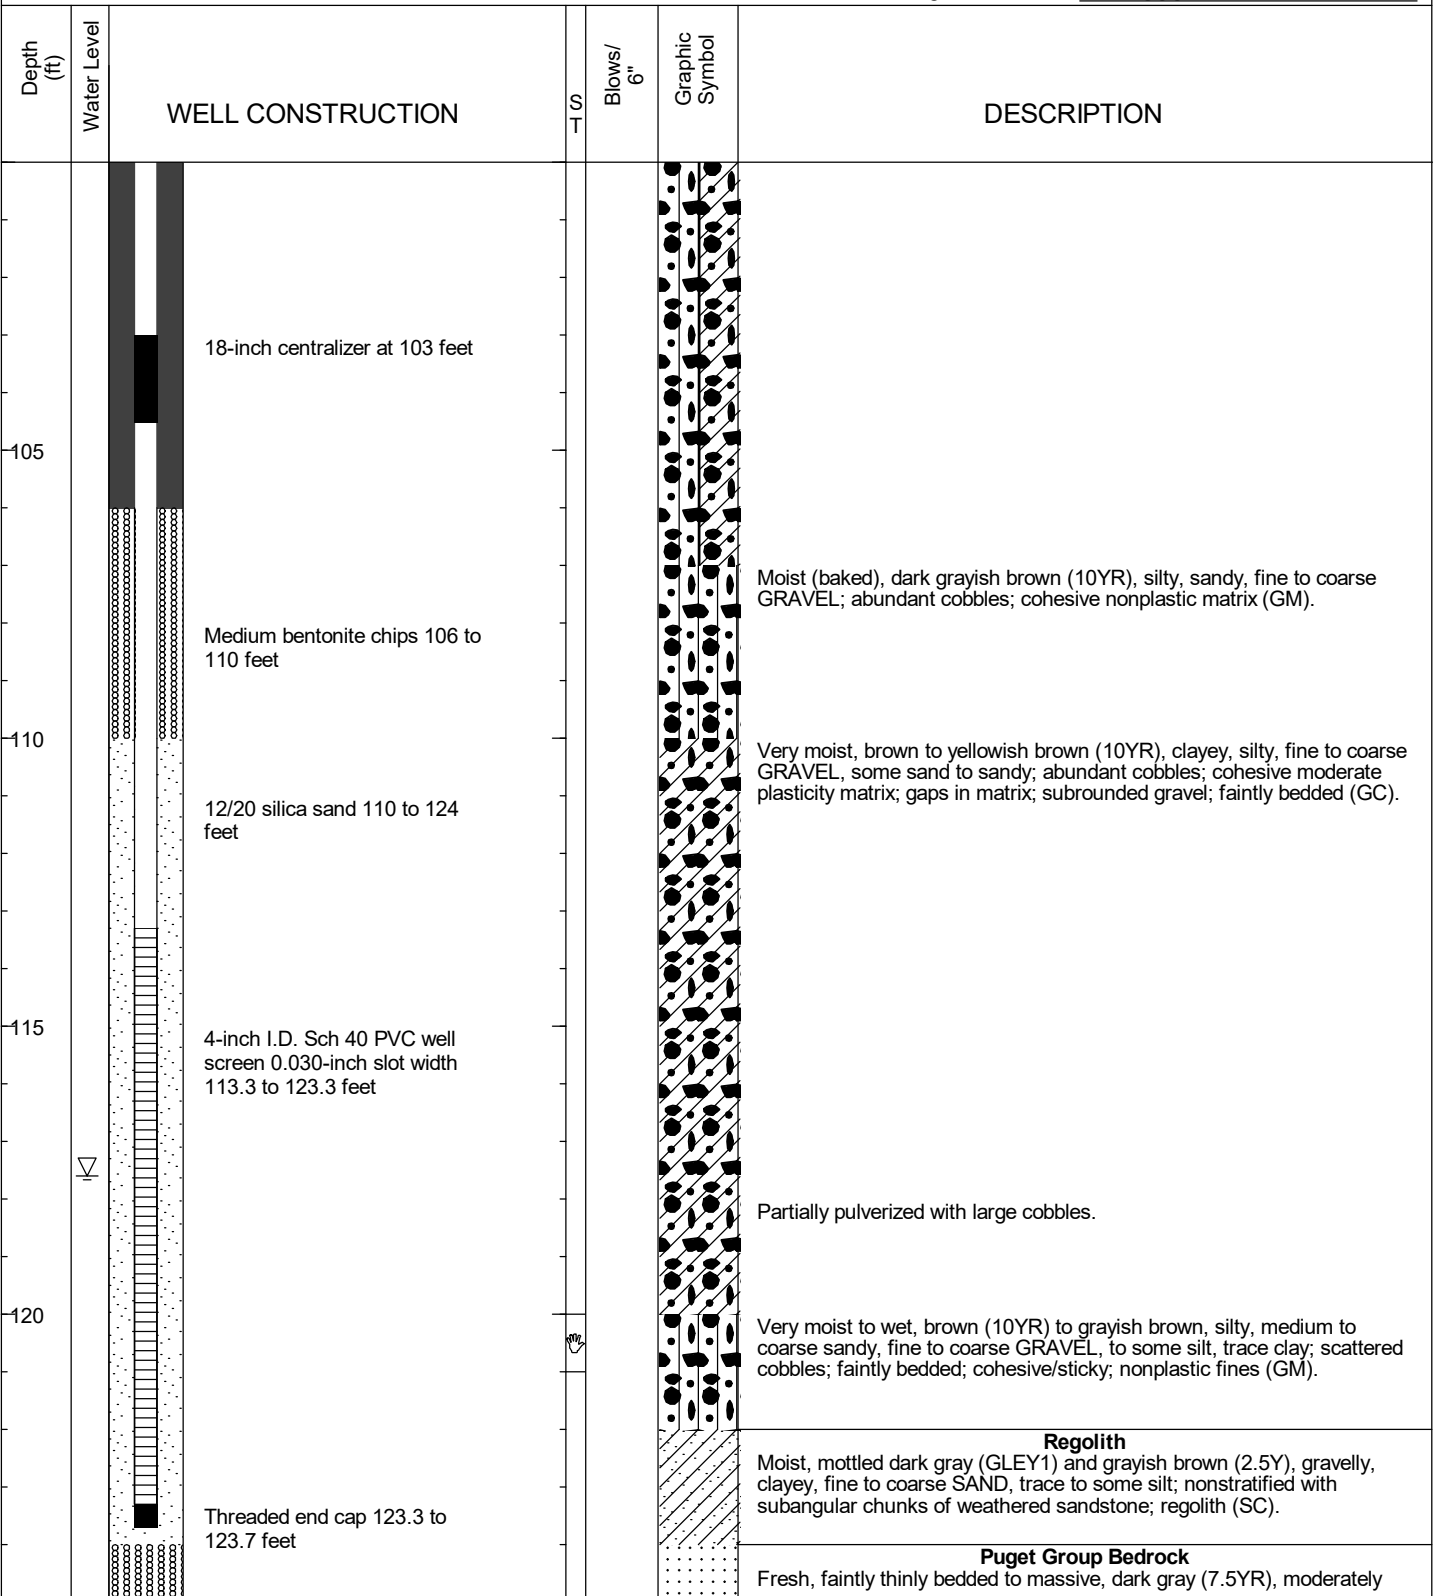 Depth
(ft)
Water Level
WELL CONSTRUCTION
S
T
Blows/
6"
Graphic
Symbol
DESCRIPTION
18-inch centralizer at 103 feet
105
Moist (baked), dark grayish brown (10YR), silty, sandy, fine to coarse
GRAVEL; abundant cobbles; cohesive nonplastic matrix (GM).
Medium bentonite chips 106 to
110 feet
110
Very moist, brown to yellowish brown (10YR), clayey, silty, fine to coarse
GRAVEL, some sand to sandy; abundant cobbles; cohesive moderate
plasticity matrix; gaps in matrix; subrounded gravel; faintly bedded (GC).
12/20 silica sand 110 to 124
feet
115
4-inch I.D. Sch 40 PVC well
screen 0.030-inch slot width
113.3 to 123.3 feet
Partially pulverized with large cobbles.
120
Very moist to wet, brown (10YR) to grayish brown, silty, medium to
coarse sandy, fine to coarse GRAVEL, to some silt, trace clay; scattered
cobbles; faintly bedded; cohesive/sticky; nonplastic fines (GM).
Regolith
Moist, mottled dark gray (GLEY1) and grayish brown (2.5Y), gravelly,
clayey, fine to coarse SAND, trace to some silt; nonstratified with
subangular chunks of weathered sandstone; regolith (SC).
Threaded end cap 123.3 to
123.7 feet
Puget Group Bedrock
Fresh, faintly thinly bedded to massive, dark gray (7.5YR), moderately